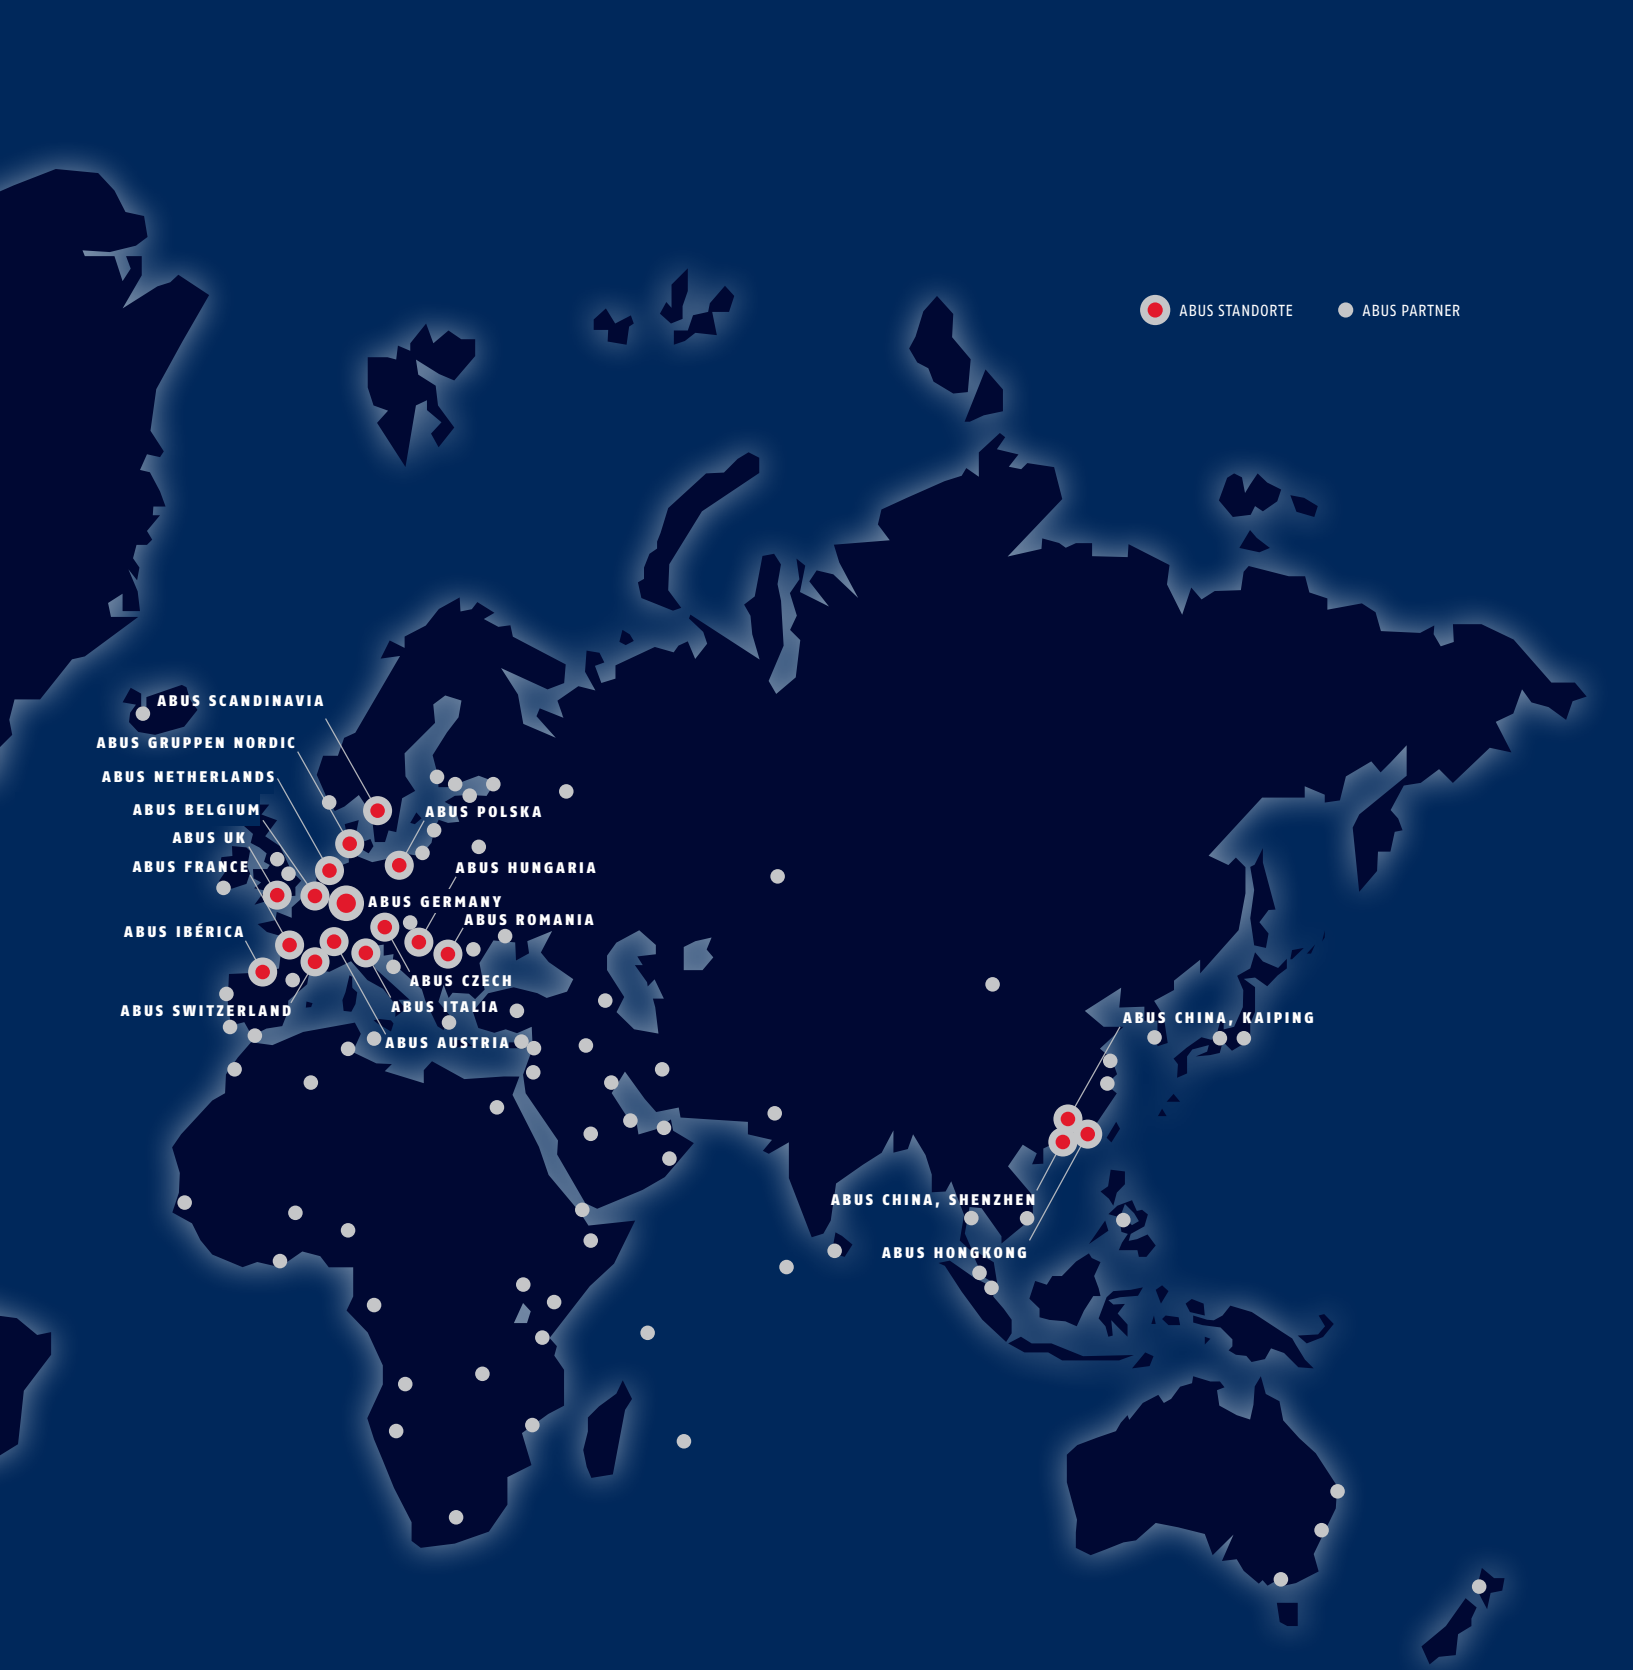 ABUS STANDORTE
ABUS PARTNER
ABUS SCANDINAVIA
ABUS GRUPPEN NORDIC
ABUS NETHERLANDS
ABUS BELGIUM
ABUS POLSKA
ABUS UK
ABUS FRANCE
ABUS HUNGARIA
ABUS GERMANY
ABUS ROMANIA
ABUS IBÉRICA
ABUS CZECH
ABUS ITALIA
ABUS SWITZERLAND
ABUS CHINA, KAIPING
ABUS AUSTRIA
ABUS CHINA, SHENZHEN
ABUS HONGKONG